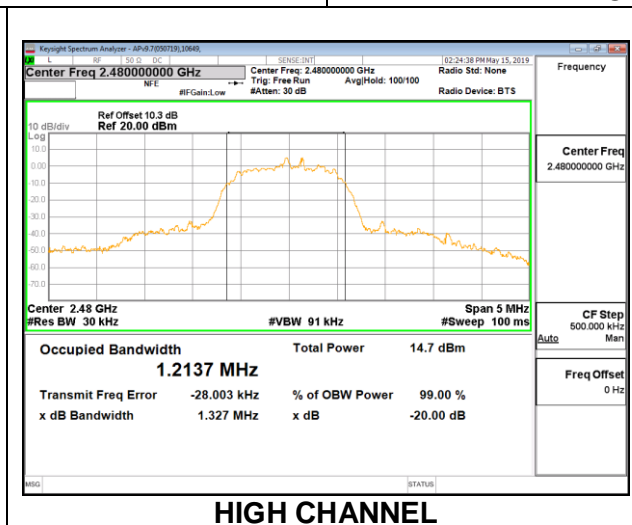 Keysight Spectrum Analyzer - APv9.7(050719),10649,
L RF 50 Ω DC SENSE:INT 02:24:38 PM May 15, 2019
Center Freq 2.480000000 GHz Center Freq: 2.480000000 GHz Radio Std: None Frequency
NFE Trig: Free Run Avg|Hold: 100/100
#IFGain:Low #Atten: 30 dB Radio Device: BTS
Ref Offset 10.3 dB
10 dB/div Ref 20.00 dBm
Log
10.0
0.00
-10.0
-20.0
-30.0
-40.0
-50.0
-60.0
-70.0
Center Freq
2.480000000 GHz
Center 2.48 GHz Span 5 MHz
#Res BW 30 kHz #VBW 91 kHz #Sweep 100 ms
CF Step
500.000 kHz
Auto Man
Occupied Bandwidth Total Power 14.7 dBm
1.2137 MHz
Transmit Freq Error -28.003 kHz % of OBW Power 99.00 %
x dB Bandwidth 1.327 MHz x dB -20.00 dB
Freq Offset
0 Hz
MSG STATUS
HIGH CHANNEL